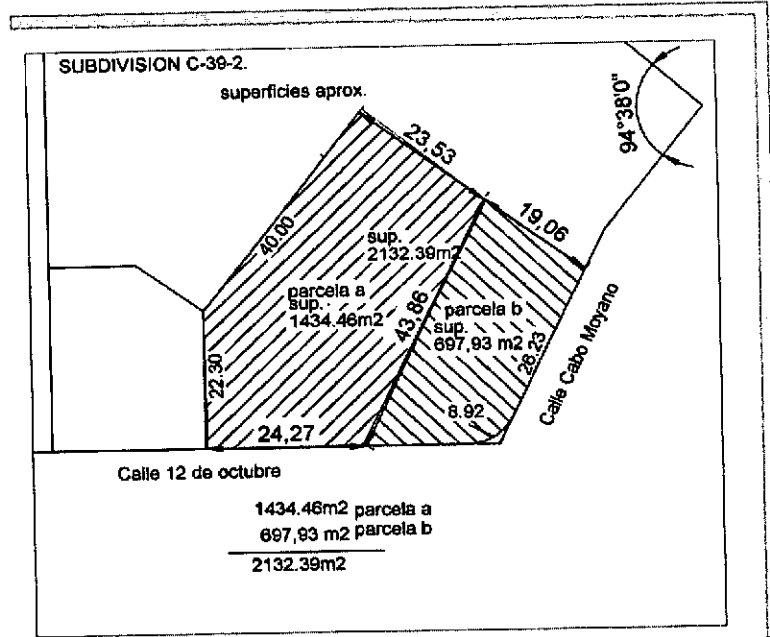 SUBDIVISION C-39-2.
superficies aprox.
94°38'0"
23,53
19,06
40.00
sup.
2132.39m2
parcela a
sup.
1434.46m2
43,86
parcela b
sup.
697,93 m2
22.30
26.23
Calle Cabo Moyano
8.92
24,27
Calle 12 de octubre
1434.46m2 parcela a
697,93 m2 parcela b
2132.39m2